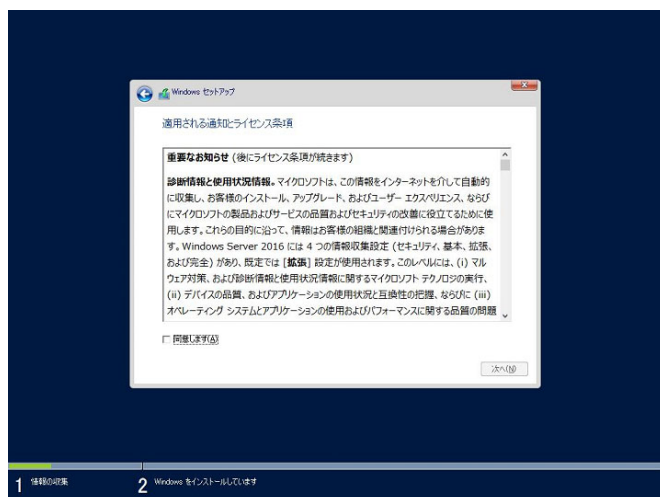 Windows セットアップ
適用される通知とライセンス条項
重要なお知らせ (後にライセンス条項が続きます)
診断情報と使用状況情報。マイクロソフトは、この情報をインターネットを介して自動的
に収集し、お客様のインストール、アップグレード、およびユーザー エクスペリエンス、ならび
にマイクロソフトの製品およびサービスの品質およびセキュリティの改善に役立てるために使
用します。これらの目的に沿って、情報はお客様の組織と関連付けられる場合がありま
す。Windows Server 2016 には 4 つの情報収集設定 (セキュリティ、基本、拡張、
および完全) があり、既定では [拡張] 設定が使用されます。このレベルには、(i) マル
ウェア対策、および診断情報と使用状況情報に関するマイクロソフト テクノロジの実行、
(ii) デバイスの品質、およびアプリケーションの使用状況と互換性の把握、ならびに (iii)
オペレーティング システムとアプリケーションの使用およびパフォーマンスに関する品質の問題
同意します(A)
次へ(N)
1 情報の収集
2 Windows をインストールしています